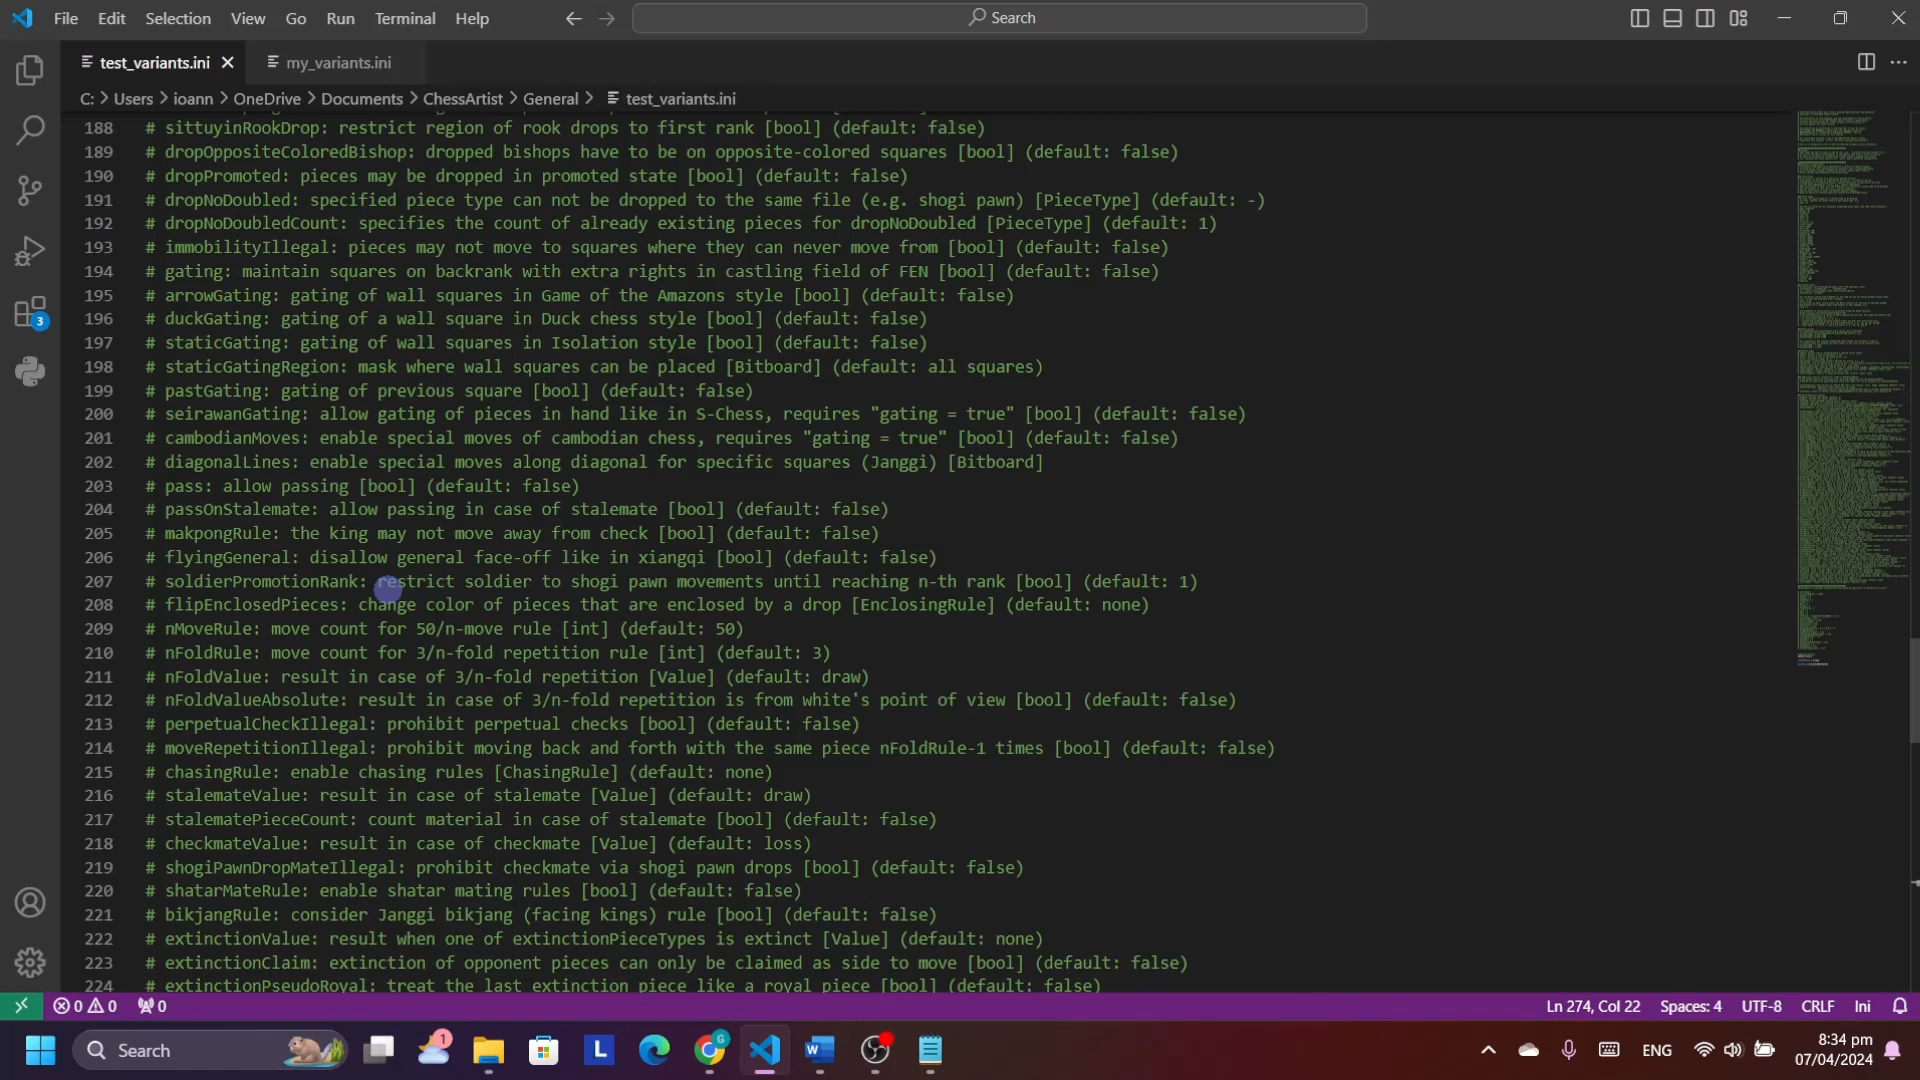 File Edit Selection View Go Run Terminal Help
Search
test_variants.ini
my_variants.ini
C: > Users > ioann > OneDrive > Documents > ChessArtist > General > test_variants.ini
188 # sittuyinRookDrop: restrict region of rook drops to first rank [bool] (default: false)
189 # dropOppositeColoredBishop: dropped bishops have to be on opposite-colored squares [bool] (default: false)
190 # dropPromoted: pieces may be dropped in promoted state [bool] (default: false)
191 # dropNoDoubled: specified piece type can not be dropped to the same file (e.g. shogi pawn) [PieceType] (default: -)
192 # dropNoDoubledCount: specifies the count of already existing pieces for dropNoDoubled [PieceType] (default: 1)
193 # immobilityIllegal: pieces may not move to squares where they can never move from [bool] (default: false)
194 # gating: maintain squares on backrank with extra rights in castling field of FEN [bool] (default: false)
195 # arrowGating: gating of wall squares in Game of the Amazons style [bool] (default: false)
196 # duckGating: gating of a wall square in Duck chess style [bool] (default: false)
197 # staticGating: gating of wall squares in Isolation style [bool] (default: false)
198 # staticGatingRegion: mask where wall squares can be placed [Bitboard] (default: all squares)
199 # pastGating: gating of previous square [bool] (default: false)
200 # seirawanGating: allow gating of pieces in hand like in S-Chess, requires "gating = true" [bool] (default: false)
201 # cambodianMoves: enable special moves of cambodian chess, requires "gating = true" [bool] (default: false)
202 # diagonalLines: enable special moves along diagonal for specific squares (Janggi) [Bitboard]
203 # pass: allow passing [bool] (default: false)
204 # passOnStalemate: allow passing in case of stalemate [bool] (default: false)
205 # makpongRule: the king may not move away from check [bool] (default: false)
206 # flyingGeneral: disallow general face-off like in xiangqi [bool] (default: false)
207 # soldierPromotionRank: restrict soldier to shogi pawn movements until reaching n-th rank [bool] (default: 1)
208 # flipEnclosedPieces: change color of pieces that are enclosed by a drop [EnclosingRule] (default: none)
209 # nMoveRule: move count for 50/n-move rule [int] (default: 50)
210 # nFoldRule: move count for 3/n-fold repetition rule [int] (default: 3)
211 # nFoldValue: result in case of 3/n-fold repetition [Value] (default: draw)
212 # nFoldValueAbsolute: result in case of 3/n-fold repetition is from white's point of view [bool] (default: false)
213 # perpetualCheckIllegal: prohibit perpetual checks [bool] (default: false)
214 # moveRepetitionIllegal: prohibit moving back and forth with the same piece nFoldRule-1 times [bool] (default: false)
215 # chasingRule: enable chasing rules [ChasingRule] (default: none)
216 # stalemateValue: result in case of stalemate [Value] (default: draw)
217 # stalematePieceCount: count material in case of stalemate [bool] (default: false)
218 # checkmateValue: result in case of checkmate [Value] (default: loss)
219 # shogiPawnDropMateIllegal: prohibit checkmate via shogi pawn drops [bool] (default: false)
220 # shatarMateRule: enable shatar mating rules [bool] (default: false)
221 # bikjangRule: consider Janggi bikjang (facing kings) rule [bool] (default: false)
222 # extinctionValue: result when one of extinctionPieceTypes is extinct [Value] (default: none)
223 # extinctionClaim: extinction of opponent pieces can only be claimed as side to move [bool] (default: false)
224 # extinctionPseudoRoyal: treat the last extinction piece like a royal piece [bool] (default: false)
3
0 0 0
Ln 274, Col 22 Spaces: 4 UTF-8 CRLF Ini
Search
1
ENG
8:34 pm
07/04/2024